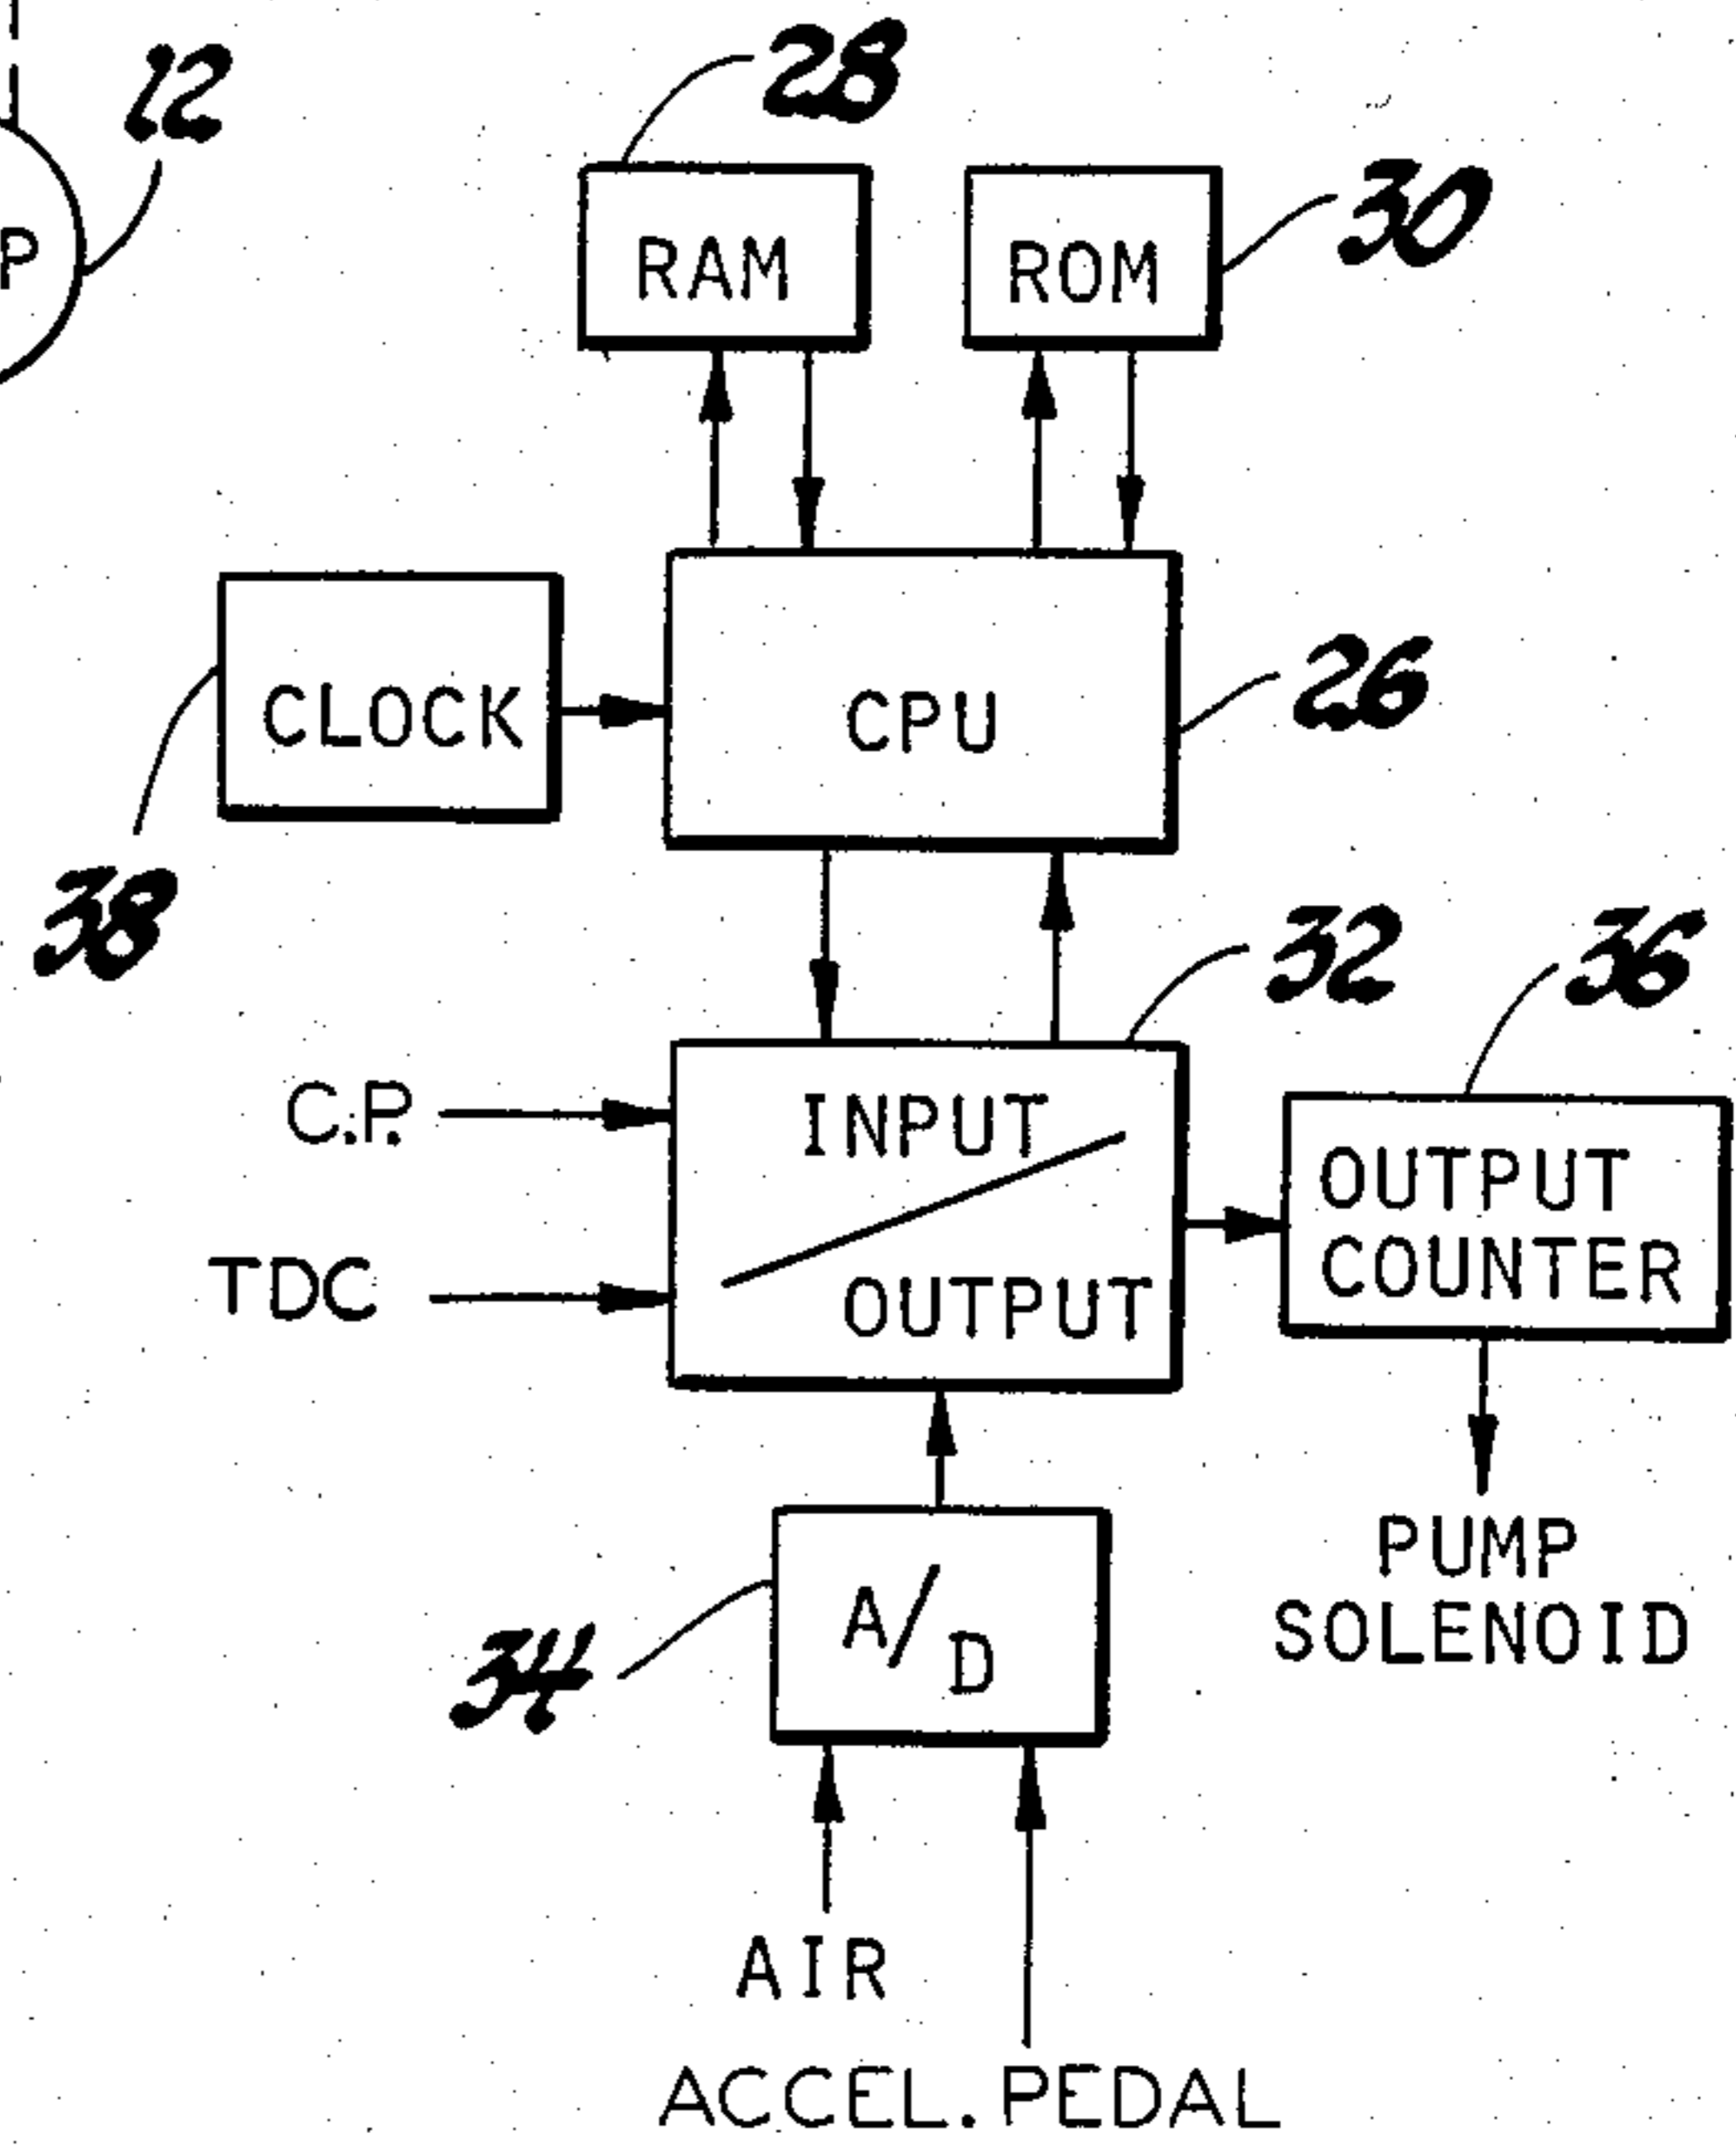 12
28
30
P
RAM
ROM
26
CLOCK
CPU
38
32
36
C.P.
INPUT
OUTPUT
COUNTER
TDC
OUTPUT
34
A/D
PUMP
SOLENOID
AIR
ACCEL. PEDAL